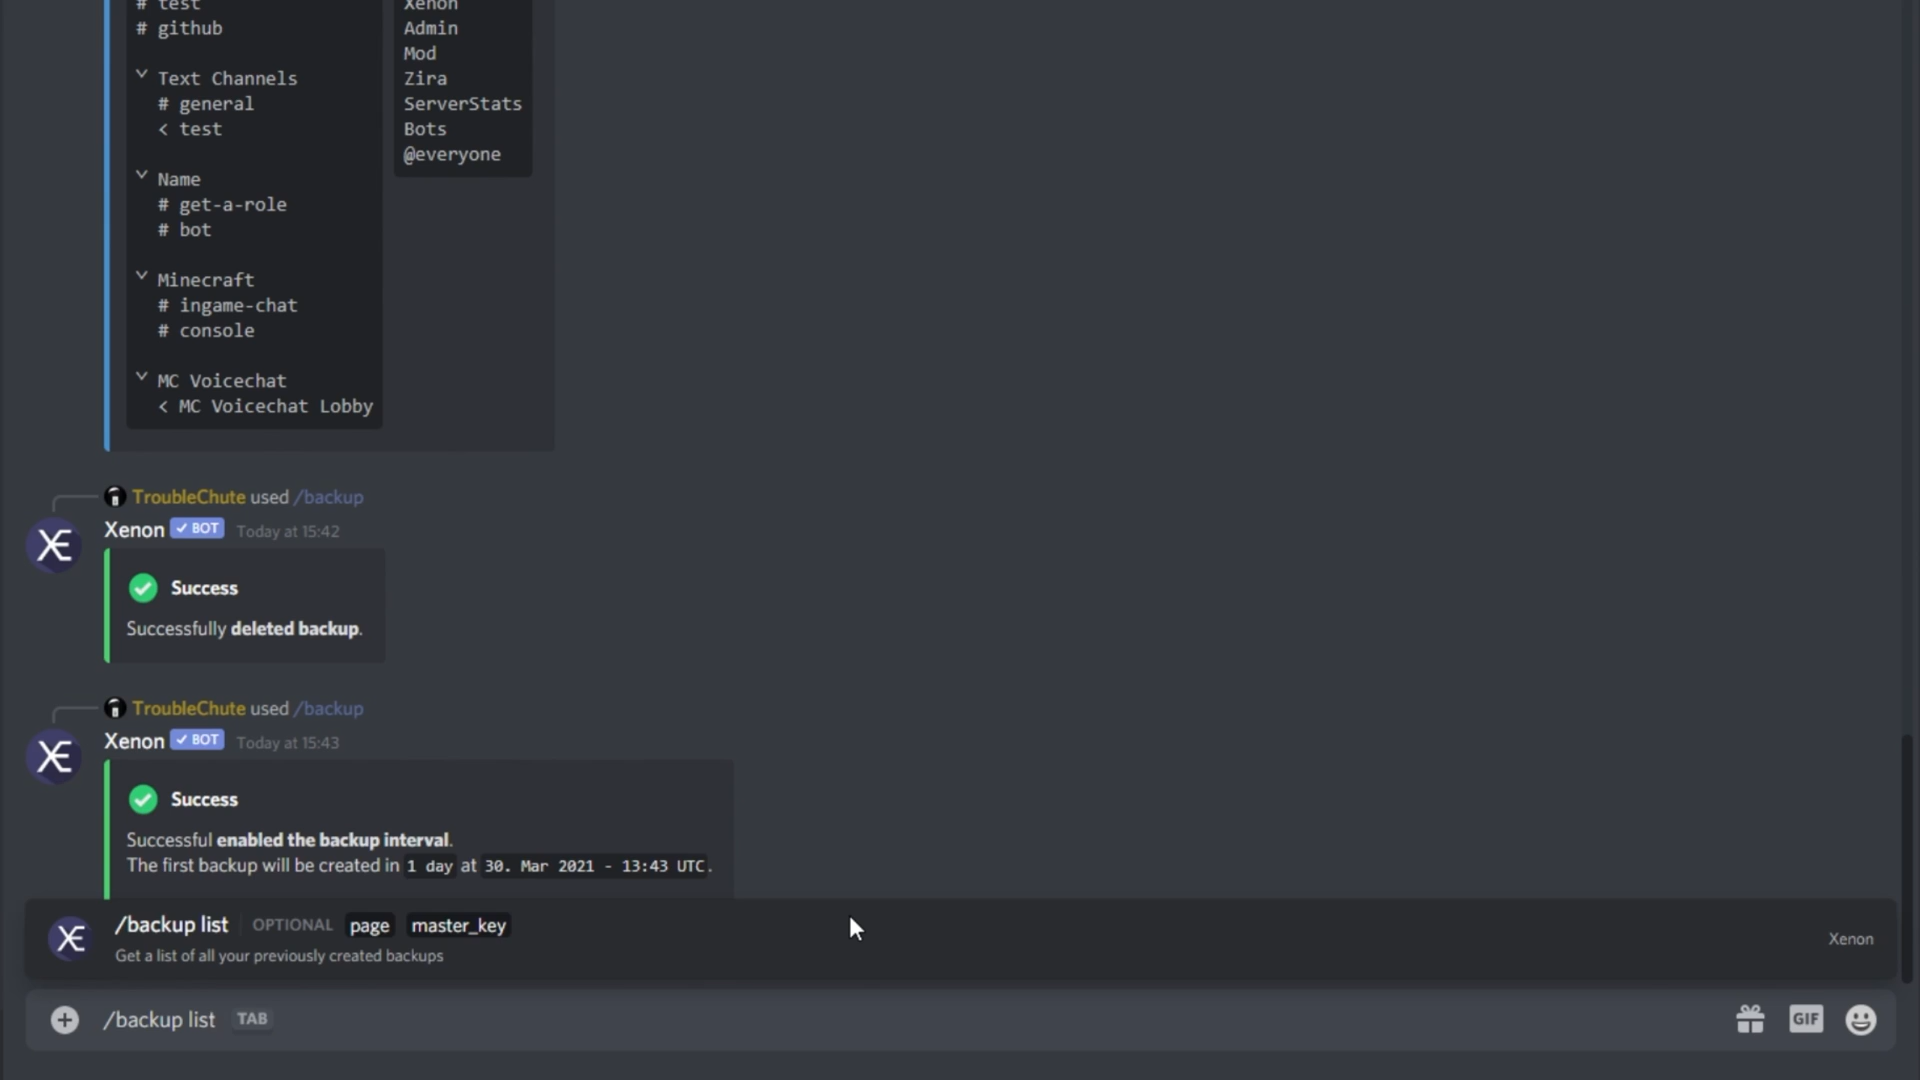 # test
# github
Text Channels
# general
< test
Name
# get-a-role
# bot
Minecraft
# ingame-chat
# console
MC Voicechat
< MC Voicechat Lobby
Xenon
Admin
Mod
Zira
ServerStats
Bots
@everyone
TroubleChute used /backup
Xenon ✓ BOT Today at 15:42
Success
Successfully deleted backup.
TroubleChute used /backup
Xenon ✓ BOT Today at 15:43
Success
Successful enabled the backup interval.
The first backup will be created in 1 day at 30. Mar 2021 - 13:43 UTC.
/backup list OPTIONAL page master_key
Get a list of all your previously created backups
Xenon
/backup list TAB
GIF